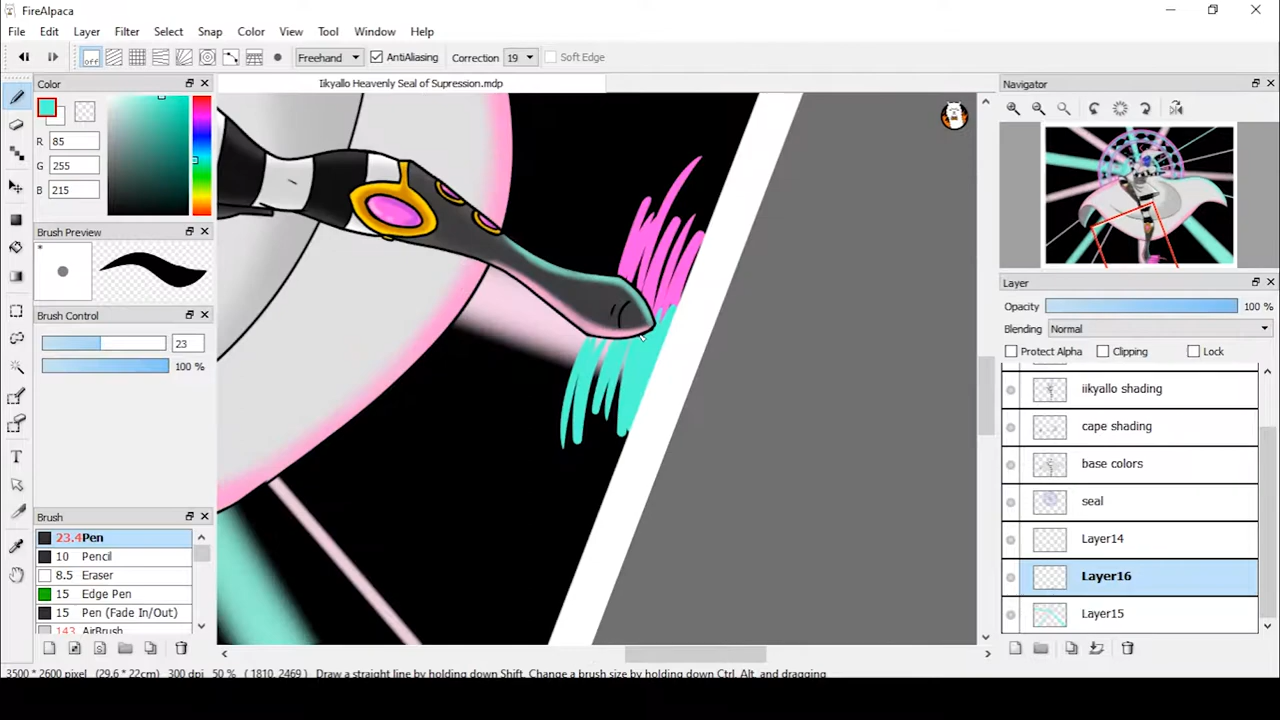 FireAlpaca
File Edit Layer Filter Select Snap Color View Tool Window Help
off Freehand AntiAliasing Correction 19 Soft Edge
Color
Iikyallo Heavenly Seal of Supression.mdp
Navigator
R 85
G 255
B 215
Brush Preview
Brush Control
23
100 %
Layer
Opacity 100 %
Blending Normal
Protect Alpha Clipping Lock
iikyallo shading
cape shading
base colors
seal
Layer14
Layer16
Layer15
Brush
23.4 Pen
10 Pencil
8.5 Eraser
15 Edge Pen
15 Pen (Fade In/Out)
143 AirBrush
3500 * 2600 pixel (29.6 * 22cm) 300 dpi 50 % (1810, 2469) Draw a straight line by holding down Shift, Change a brush size by holding down Ctrl, Alt, and dragging